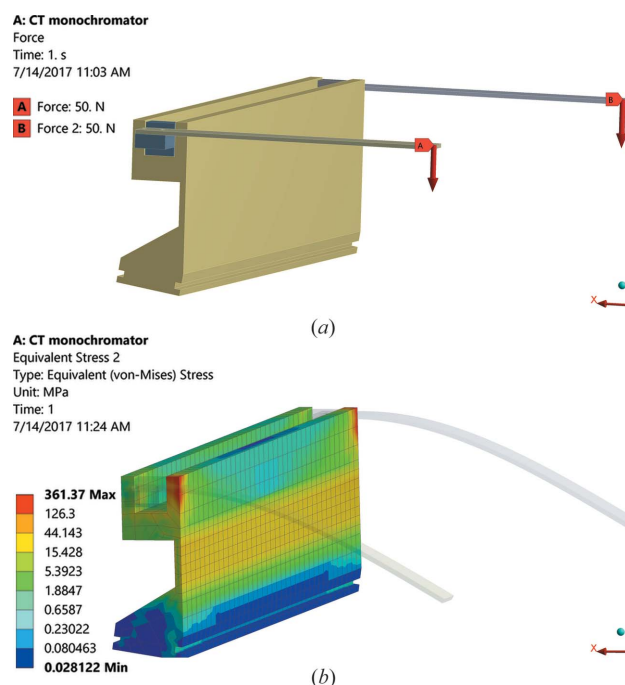 A: CT monochromator
Force
Time: 1. s
7/14/2017 11:03 AM
A Force: 50. N
B Force 2: 50. N
A
B
X
(a)
A: CT monochromator
Equivalent Stress 2
Type: Equivalent (von-Mises) Stress
Unit: MPa
Time: 1
7/14/2017 11:24 AM
361.37 Max
126.3
44.143
15.428
5.3923
1.8847
0.6587
0.23022
0.080463
0.028122 Min
X
(b)